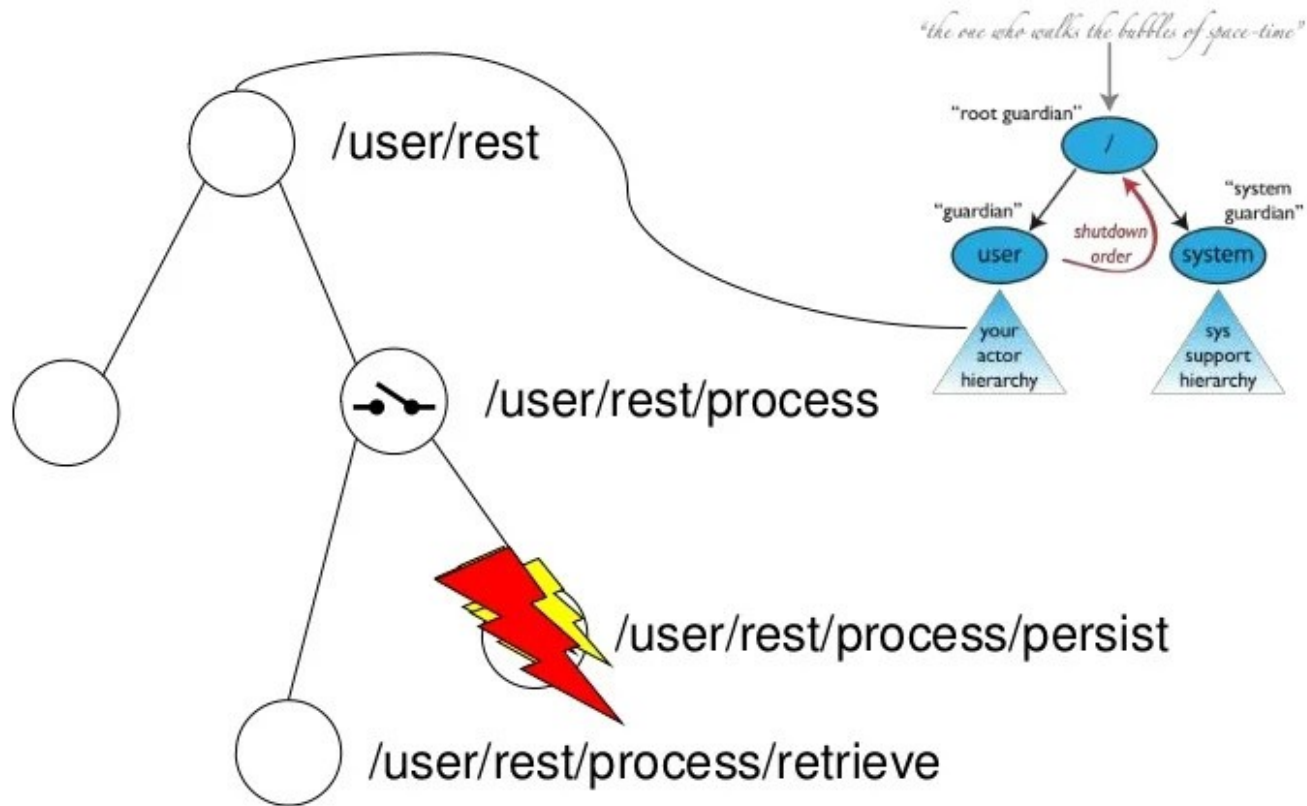 "the one who walks the bubbles of space-time"
"root guardian"
/
"system
guardian"
"guardian"
user
shutdown
order
system
your
actor
hierarchy
sys
support
hierarchy
/user/rest
/user/rest/process
/user/rest/process/persist
/user/rest/process/retrieve